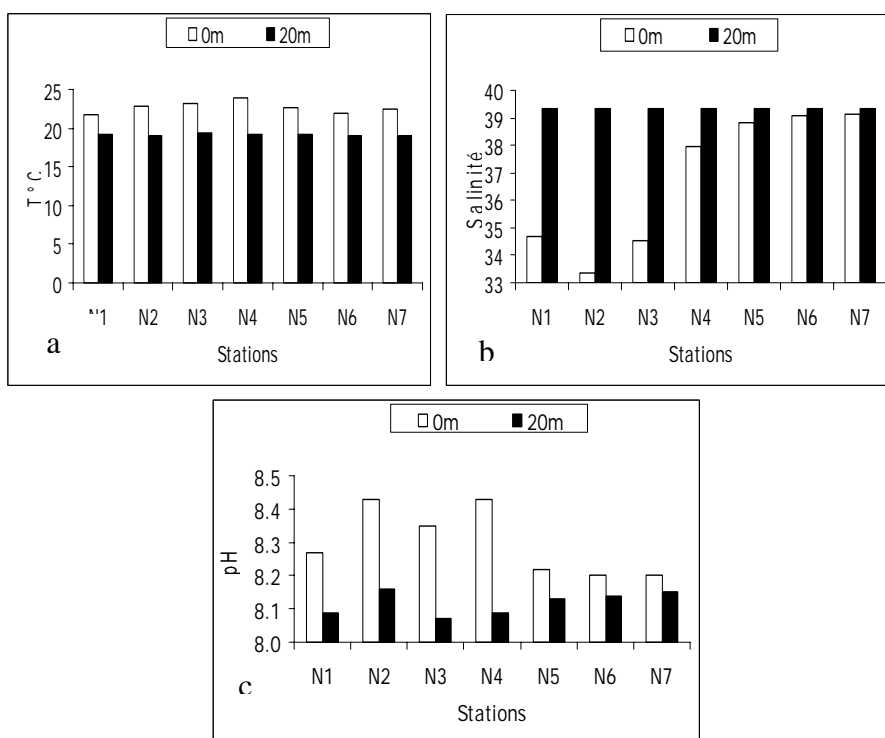 0m 20m
25
20
15
10
5
0
T°C.
N1 N2 N3 N4 N5 N6 N7
Stations
a
0m 20m
40
39
38
37
36
35
34
33
Salinité
N1 N2 N3 N4 N5 N6 N7
Stations
b
0m 20m
8.5
8.4
8.3
8.2
8.1
8.0
pH
N1 N2 N3 N4 N5 N6 N7
Stations
c